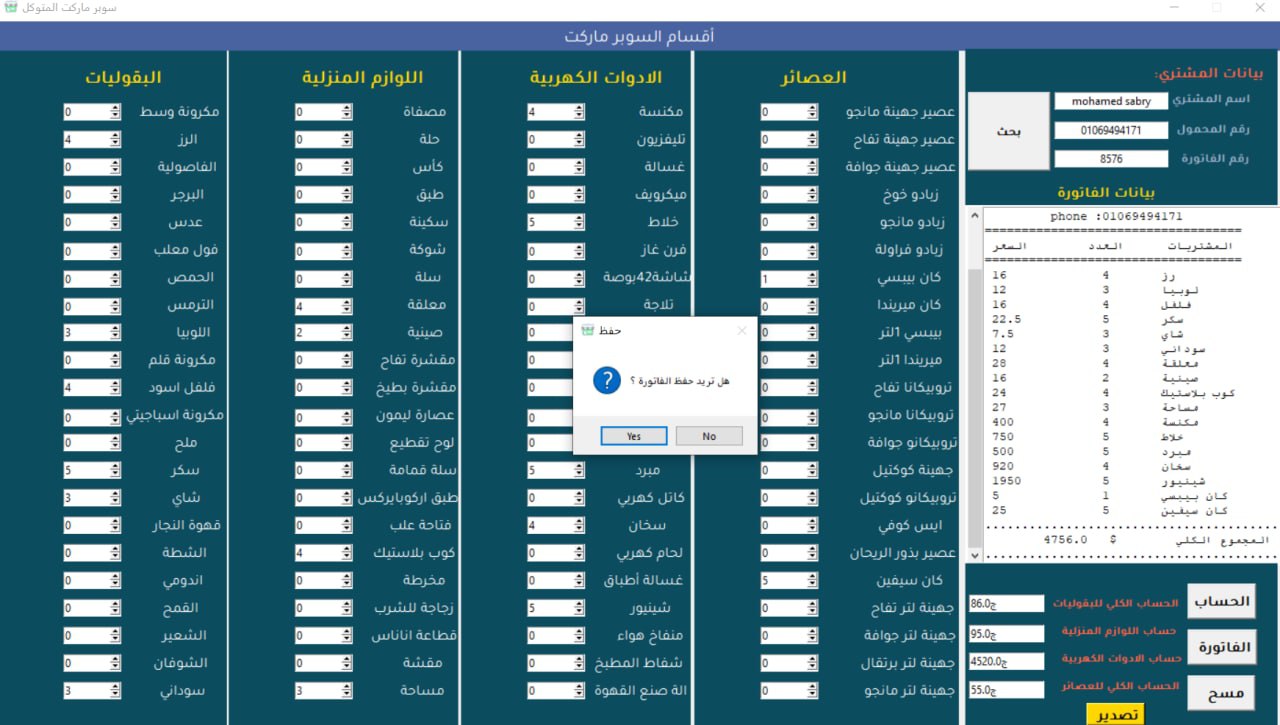 سوبر ماركت المتوكل
أقسام السوبر ماركت
بيانات المشتري:
اسم المشتري mohamed sabry
رقم المحمول 01069494171
رقم الفاتورة 8576
بحث
بيانات الفاتورة
phone :01069494171
==================================
المشتريات العدد السعر
==================================
رز 4 16
لوبيا 3 12
فلفل 4 16
سكر 5 22.5
شاي 3 7.5
سوداني 3 12
معلقة 4 28
صينية 2 16
كوب بلاستيك 4 24
مساحة 3 27
مكنسة 4 400
خلاط 5 750
مبرد 5 500
سخان 4 920
شينيور 5 1950
كان بيبسي 1 5
كان سيفين 5 25
المجموع الكلي $ 4756.0
الحساب
الفاتورة
مسح
الحساب الكلي للبقوليات 86.0ج
حساب اللوازم المنزلية 95.0ج
حساب الادوات الكهربية 4520.0ج
الحساب الكلي للعصائر 55.0ج
تصدير
العصائر
عصير جهينة مانجو 0
عصير جهينة تفاح 0
عصير جهينة جوافة 0
زبادو خوخ 0
زبادو مانجو 0
زبادو فراولة 0
كان بيبسي 1
كان ميريندا 0
بيبسي 1لتر 0
ميريندا 1لتر 0
تروبيكانا تفاح 0
تروبيكانا مانجو 0
تروبيكانو جوافة 0
جهينة كوكتيل 0
تروبيكانو كوكتيل 0
ايس كوفي 0
عصير بذور الريحان 0
كان سيفين 5
جهينة لتر تفاح 0
جهينة لتر جوافة 0
جهينة لتر برتقال 0
جهينة لتر مانجو 0
الادوات الكهربية
مكنسة 4
تليفزيون 0
غسالة 0
ميكرويف 0
خلاط 5
فرن غاز 0
شاشة42بوصة 0
تلاجة 0
0
0
0
0
0
مبرد 5
كاتل كهربي 0
سخان 4
لحام كهربي 0
غسالة أطباق 0
شينيور 5
منفاخ هواء 0
شفاط المطبخ 0
الة صنع القهوة 0
حفظ
هل تريد حفظ الفاتورة ؟
Yes No
اللوازم المنزلية
مصفاة 0
حلة 0
كأس 0
طبق 0
سكينة 0
شوكة 0
سلة 0
معلقة 4
صينية 2
مقشرة تفاح 0
مقشرة بطيخ 0
عصارة ليمون 0
لوح تقطيع 0
سلة قمامة 0
طبق اركوبايركس 0
فتاحة علب 0
كوب بلاستيك 4
مخرطة 0
زجاجة للشرب 0
قطاعة اناناس 0
مقشة 0
مساحة 3
البقوليات
مكرونة وسط 0
الرز 4
الفاصولية 0
البرجر 0
عدس 0
فول معلب 0
الحمص 0
الترمس 0
اللوبيا 3
مكرونة قلم 0
فلفل اسود 4
مكرونة اسباجيتي 0
ملح 0
سكر 5
شاي 3
قهوة النجار 0
الشطة 0
اندومي 0
القمح 0
الشعير 0
الشوفان 0
سوداني 3